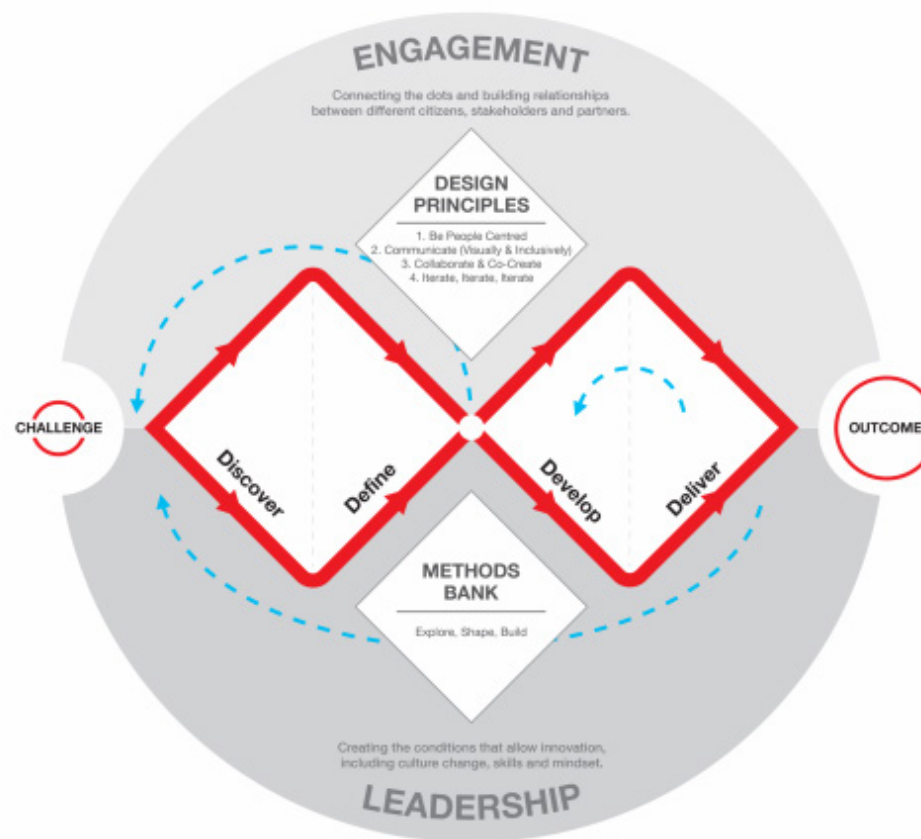 ENGAGEMENT
Connecting the dots and building relationships
between different citizens, stakeholders and partners.
DESIGN
PRINCIPLES
1. Be People Centred
2. Communicate (Visually & Inclusively)
3. Collaborate & Co-Create
4. Iterate, Iterate, Iterate
CHALLENGE
OUTCOME
Discover
Define
Develop
Deliver
METHODS
BANK
Explore, Shape, Build
Creating the conditions that allow innovation,
including culture change, skills and mindset.
LEADERSHIP